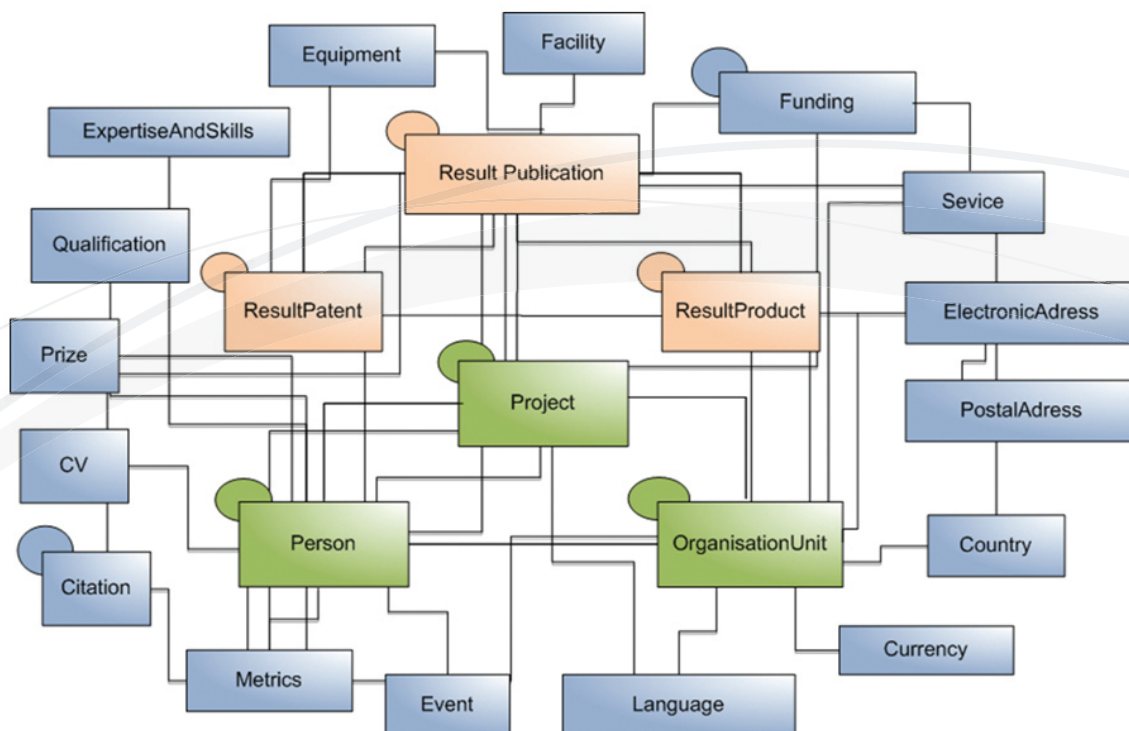 Facility
Equipment
Funding
ExpertiseAndSkills
Result Publication
Sevice
Qualification
ResultPatent
ResultProduct
ElectronicAdress
Prize
Project
PostalAdress
CV
Person
OrganisationUnit
Country
Citation
Currency
Metrics
Event
Language